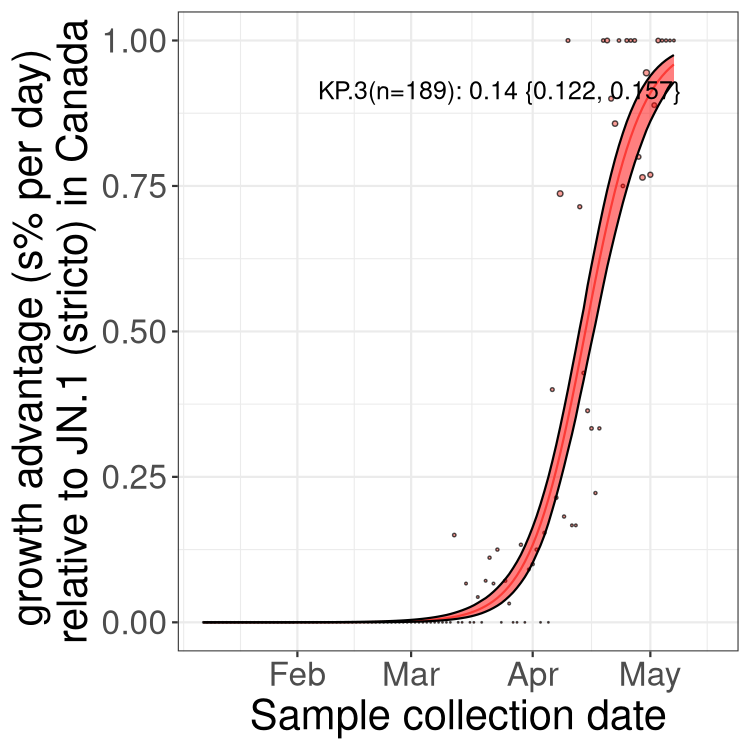 growth advantage (s% per day)
relative to JN.1 (stricto) in Canada
1.00
0.75
0.50
0.25
0.00
KP.3(n=189): 0.14 {0.122, 0.157}
Feb Mar Apr May
Sample collection date